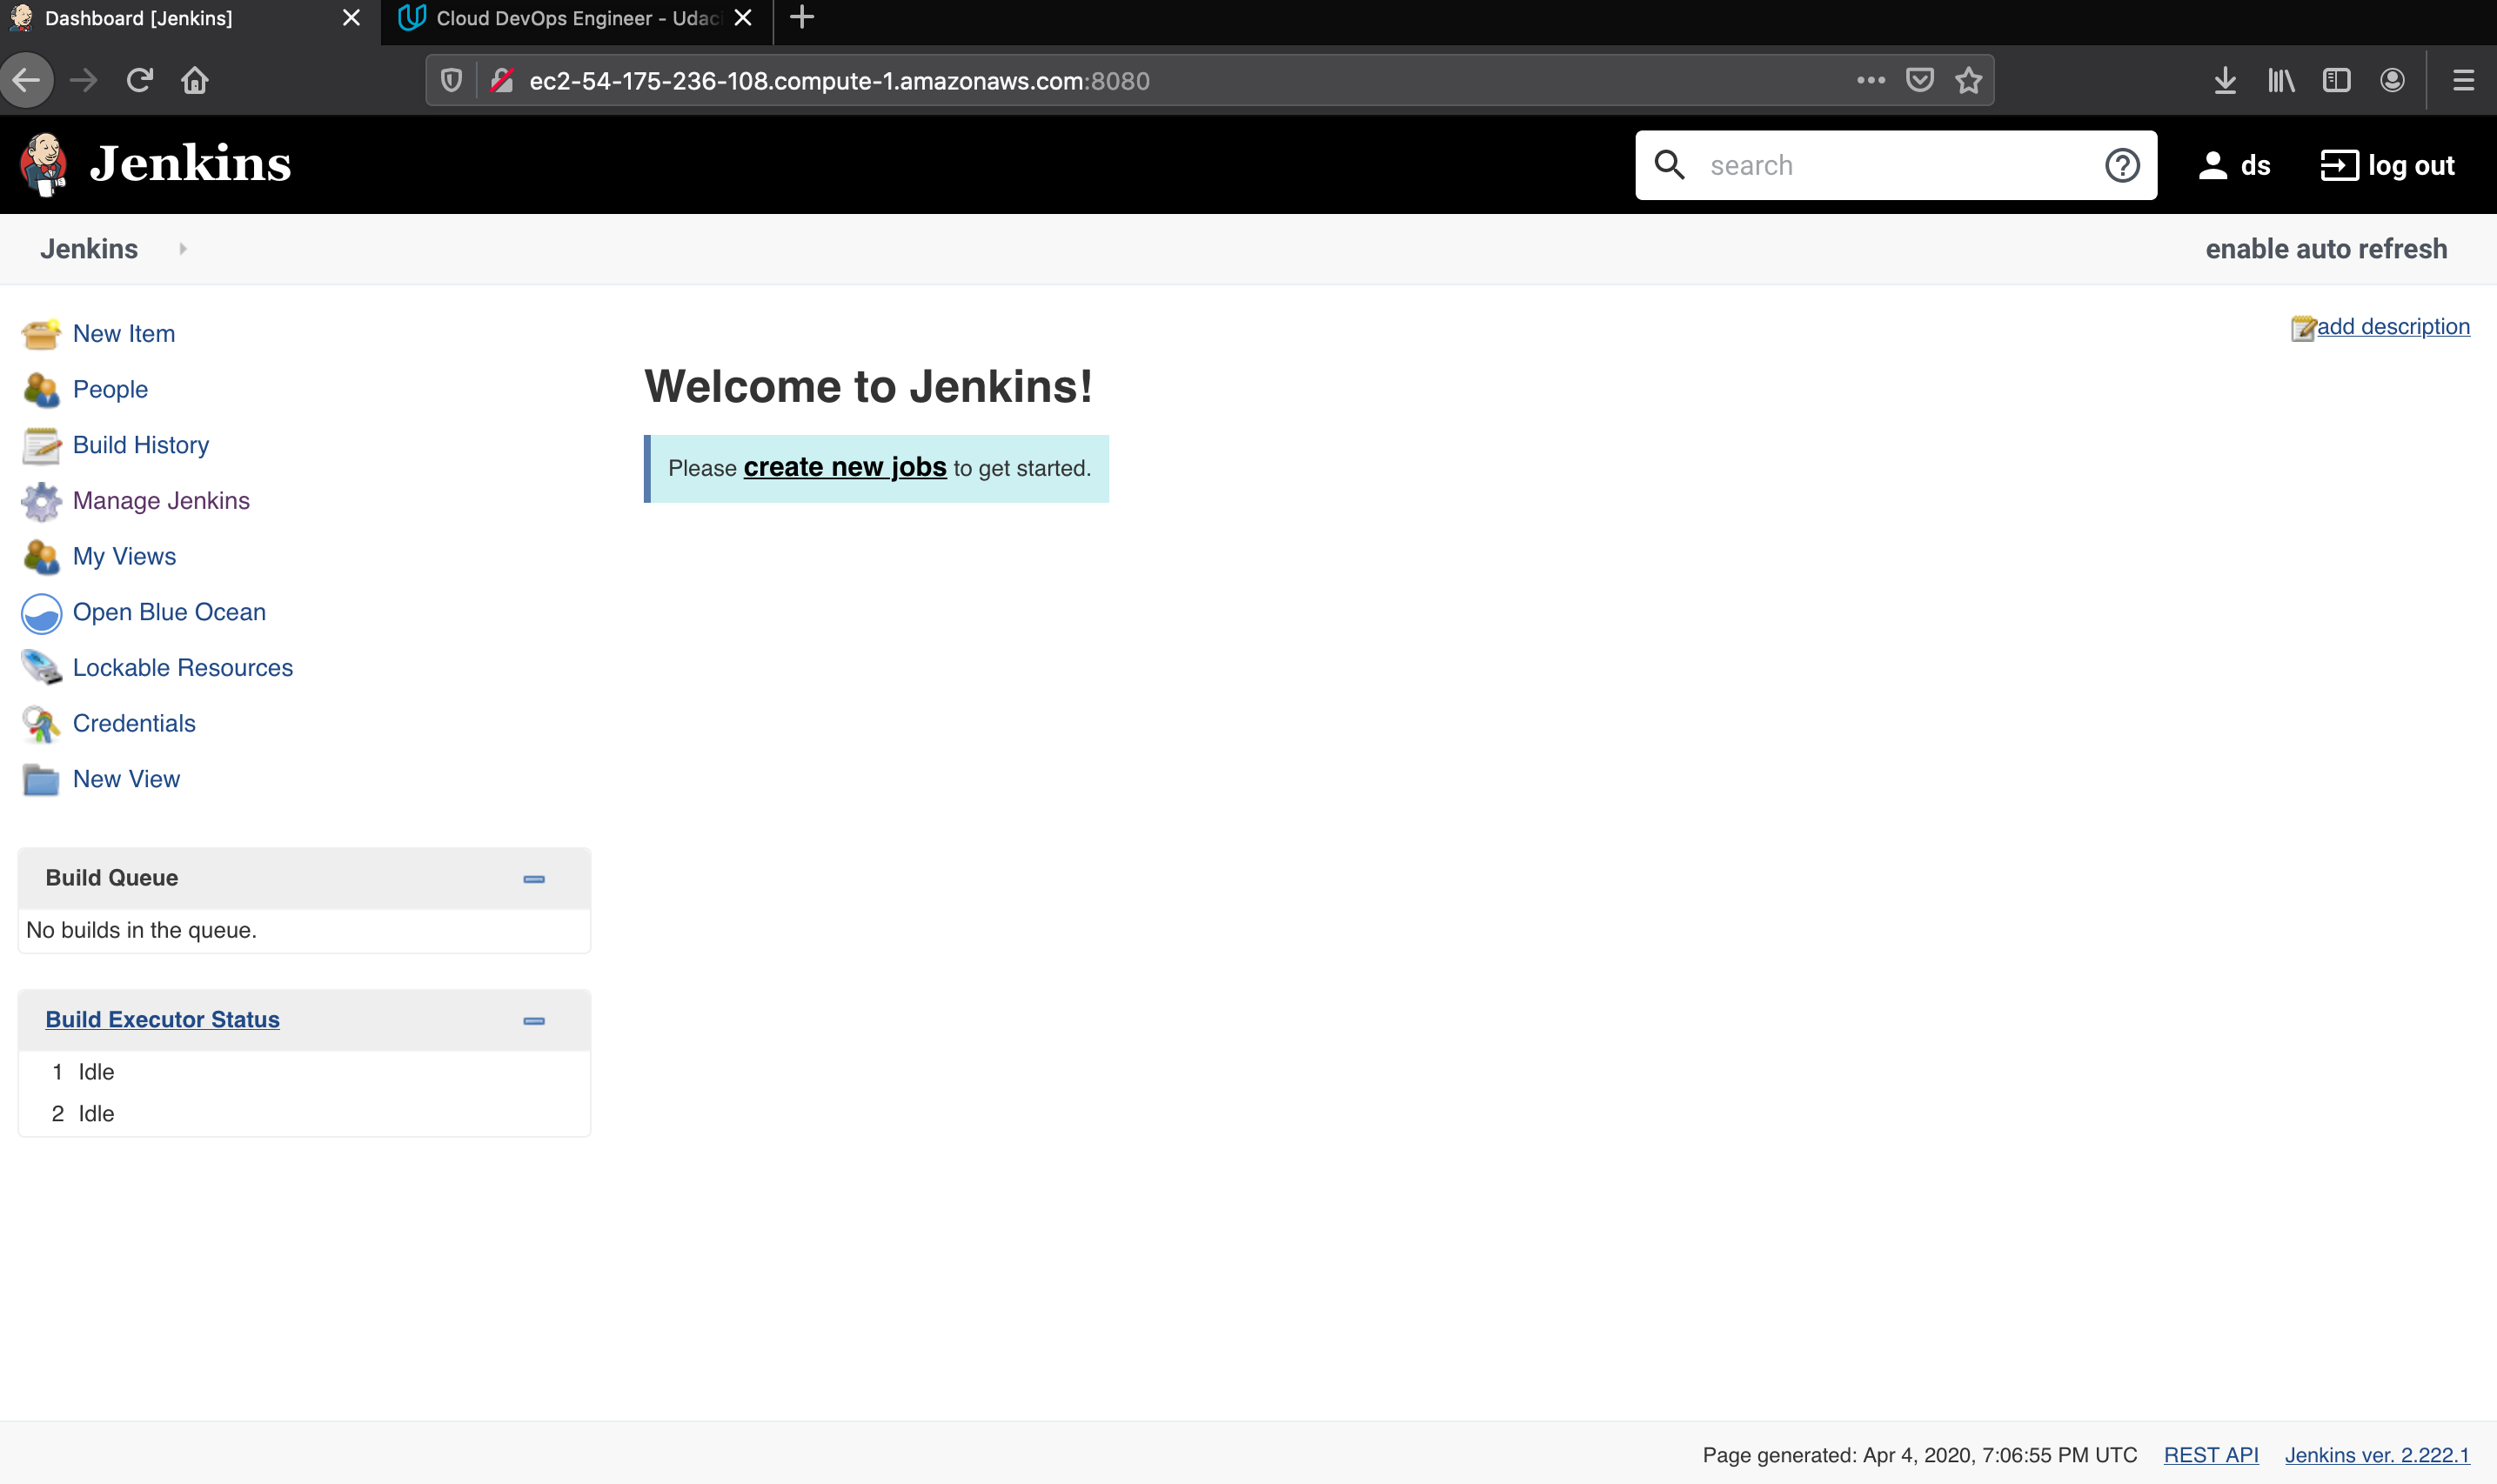 Dashboard [Jenkins]
Cloud DevOps Engineer - Udaci
ec2-54-175-236-108.compute-1.amazonaws.com:8080
Jenkins
search
ds
log out
Jenkins
enable auto refresh
New Item
People
Build History
Manage Jenkins
My Views
Open Blue Ocean
Lockable Resources
Credentials
New View
add description
Welcome to Jenkins!
Please create new jobs to get started.
Build Queue
No builds in the queue.
Build Executor Status
1 Idle
2 Idle
Page generated: Apr 4, 2020, 7:06:55 PM UTC REST API Jenkins ver. 2.222.1